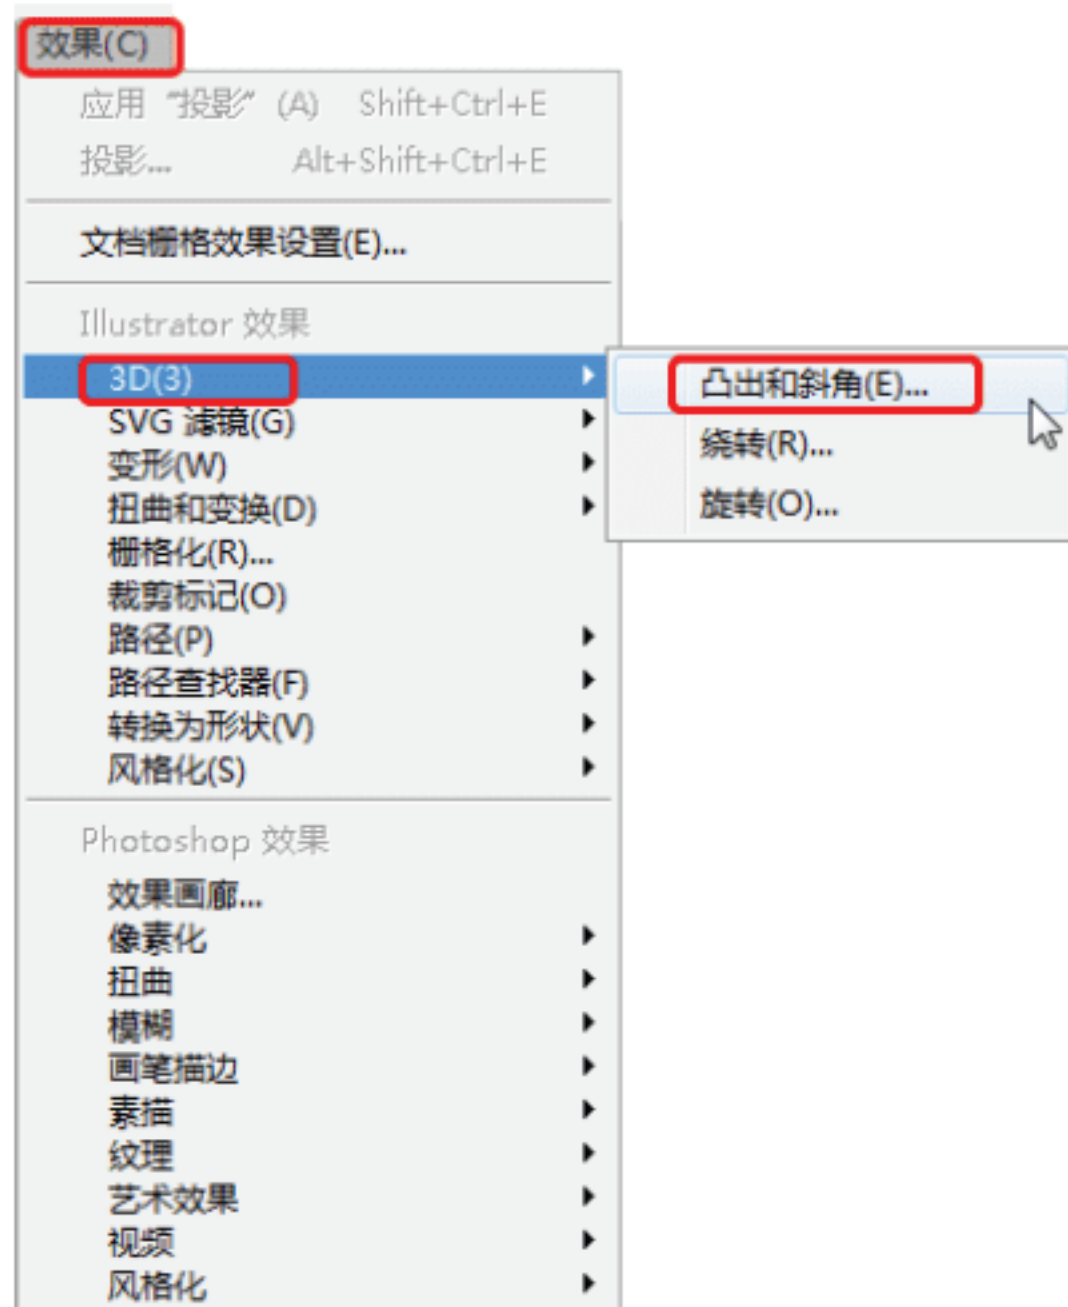 效果(C)
应用 “投影” (A) Shift+Ctrl+E
投影... Alt+Shift+Ctrl+E
文档栅格效果设置(E)...
Illustrator 效果
3D(3)
凸出和斜角(E)...
绕转(R)...
旋转(O)...
SVG 滤镜(G)
变形(W)
扭曲和变换(D)
栅格化(R)...
裁剪标记(O)
路径(P)
路径查找器(F)
转换为形状(V)
风格化(S)
Photoshop 效果
效果画廊...
像素化
扭曲
模糊
画笔描边
素描
纹理
艺术效果
视频
风格化